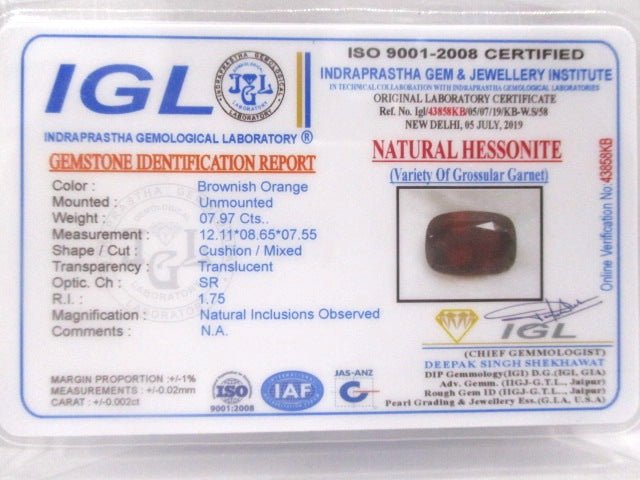 IGL
INDRAPRASTHA GEMOLOGICAL LABORATORY
JGL
INDRAPRASTHA GEMOLOGICAL LABORATORY ®
GEMSTONE IDENTIFICATION REPORT
Color : Brownish Orange
Mounted : Unmounted
Weight : 07.97 Cts..
Measurement : 12.11*08.65*07.55
Shape / Cut : Cushion / Mixed
Transparency : Translucent
Optic. Ch : SR
R.I. : 1.75
Magnification : Natural Inclusions Observed
Comments : N.A.
MARGIN PROPORTION :+/-1%
MEASUREMENTS : +/-0.02mm
CARAT : +/-0.002ct
ISO
9001:2008
IAF
JAS-ANZ
ISO 9001-2008 CERTIFIED
INDRAPRASTHA GEM & JEWELLERY INSTITUTE
IN TECHNICAL COLLABORATION WITH INDRAPRASTHA GEMOLOGICAL LABORATORIES
ORIGINAL LABORATORY CERTIFICATE
Ref. No. Igl/43858KB/05/07/19/KB-W.S/58
NEW DELHI, 05 JULY, 2019
NATURAL HESSONITE
(Variety Of Grossular Garnet)
Online Verification No. 43858KB
IGL
(CHIEF GEMMOLOGIST)
DEEPAK SINGH SHEKHAWAT
DIP Gemmology(IGI) D.G.(IGI, GIA)
Adv. Gemm. (IIGJ-G.T.L., Jaipur)
Rough Gem ID (IIGJ-G.T.L., Jaipur)
Pearl Grading & Jewellery Ess.(G.I.A, U.S.A)